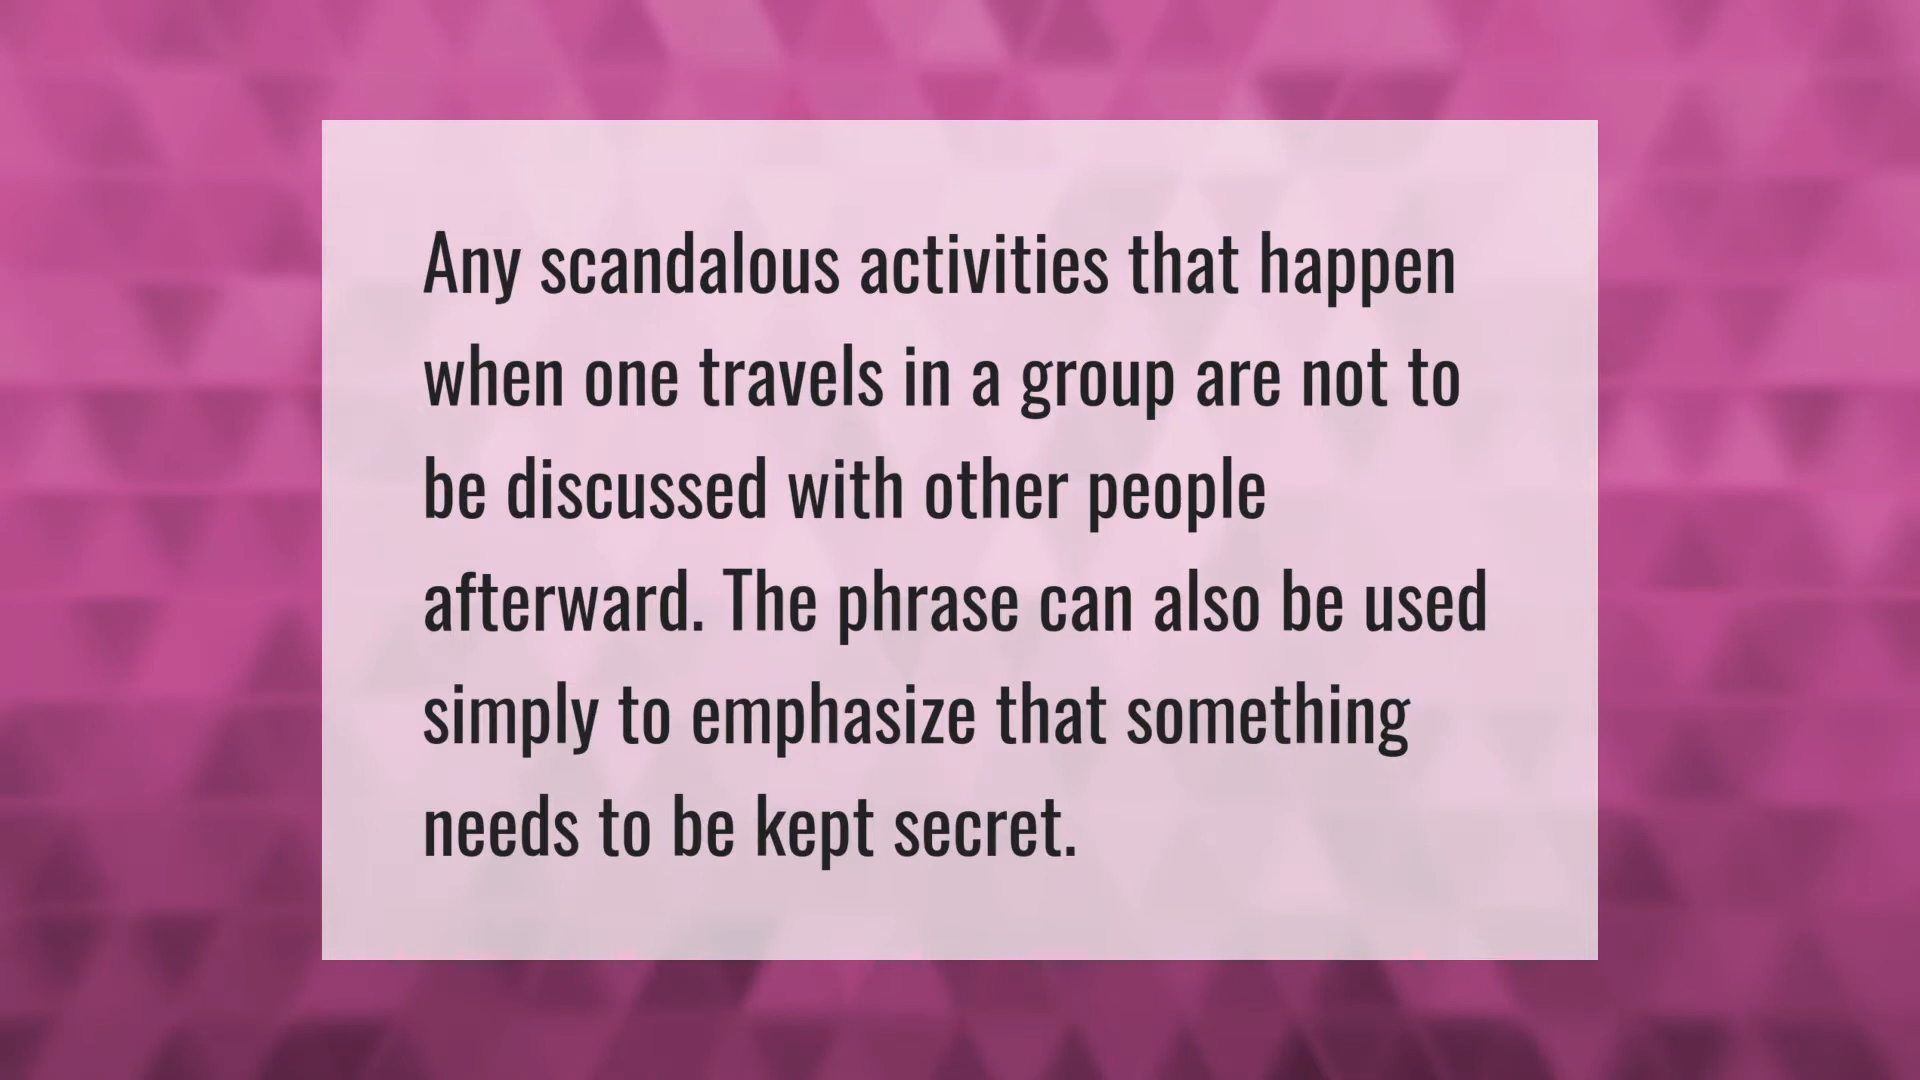 Any scandalous activities that happen
when one travels in a group are not to
be discussed with other people
afterward. The phrase can also be used
simply to emphasize that something
needs to be kept secret.